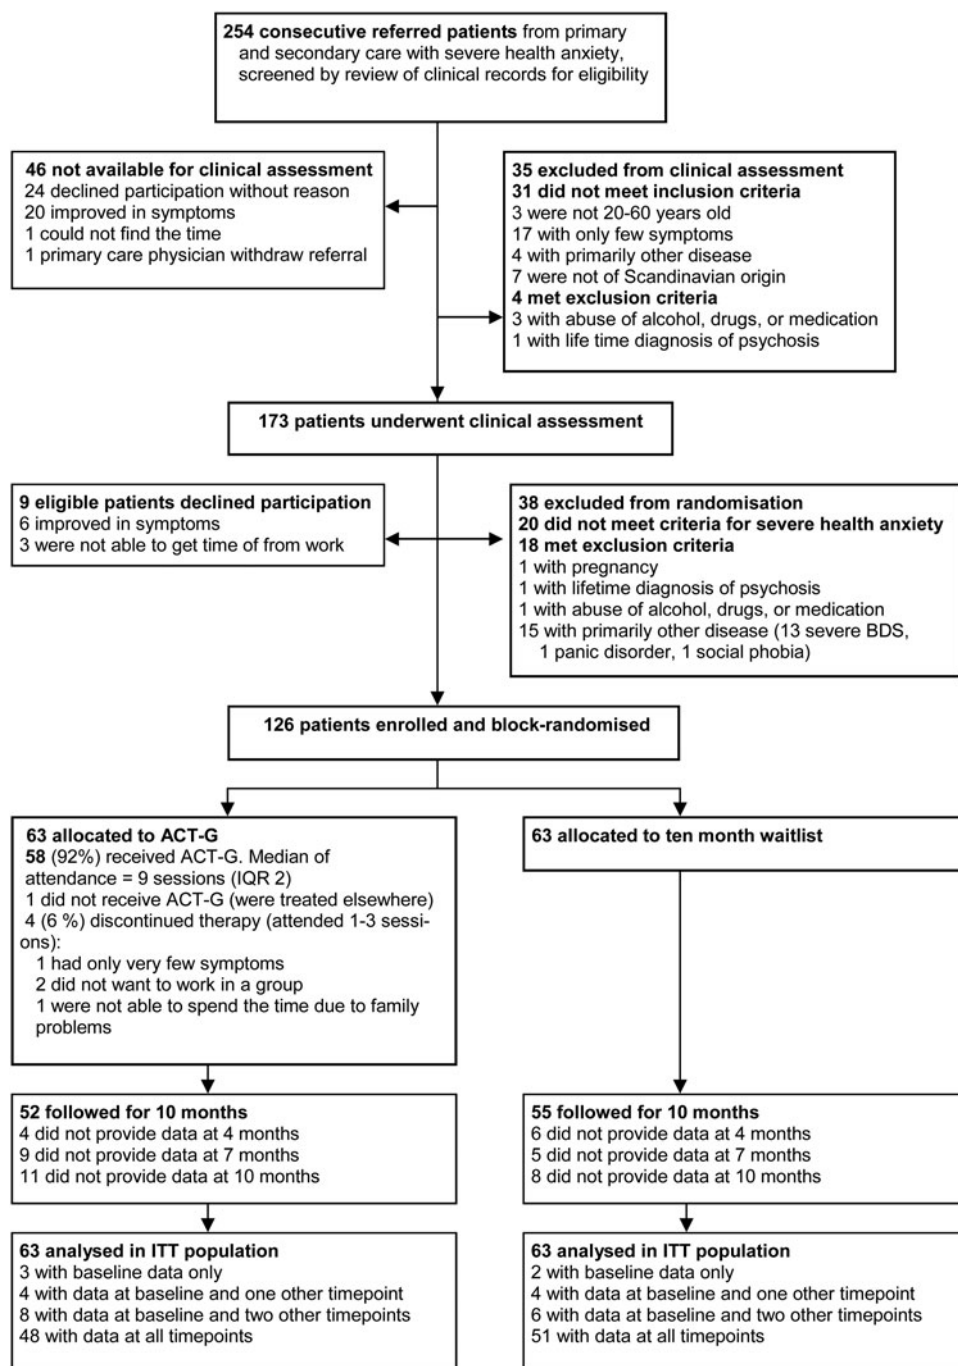 254 consecutive referred patients from primary
and secondary care with severe health anxiety,
screened by review of clinical records for eligibility
46 not available for clinical assessment
24 declined participation without reason
20 improved in symptoms
1 could not find the time
1 primary care physician withdraw referral
35 excluded from clinical assessment
31 did not meet inclusion criteria
3 were not 20-60 years old
17 with only few symptoms
4 with primarily other disease
7 were not of Scandinavian origin
4 met exclusion criteria
3 with abuse of alcohol, drugs, or medication
1 with life time diagnosis of psychosis
173 patients underwent clinical assessment
9 eligible patients declined participation
6 improved in symptoms
3 were not able to get time of from work
38 excluded from randomisation
20 did not meet criteria for severe health anxiety
18 met exclusion criteria
1 with pregnancy
1 with lifetime diagnosis of psychosis
1 with abuse of alcohol, drugs, or medication
15 with primarily other disease (13 severe BDS,
1 panic disorder, 1 social phobia)
126 patients enrolled and block-randomised
63 allocated to ACT-G
58 (92%) received ACT-G. Median of
attendance = 9 sessions (IQR 2)
1 did not receive ACT-G (were treated elsewhere)
4 (6 %) discontinued therapy (attended 1-3 sessi-
ons):
1 had only very few symptoms
2 did not want to work in a group
1 were not able to spend the time due to family
problems
63 allocated to ten month waitlist
52 followed for 10 months
4 did not provide data at 4 months
9 did not provide data at 7 months
11 did not provide data at 10 months
55 followed for 10 months
6 did not provide data at 4 months
5 did not provide data at 7 months
8 did not provide data at 10 months
63 analysed in ITT population
3 with baseline data only
4 with data at baseline and one other timepoint
8 with data at baseline and two other timepoints
48 with data at all timepoints
63 analysed in ITT population
2 with baseline data only
4 with data at baseline and one other timepoint
6 with data at baseline and two other timepoints
51 with data at all timepoints